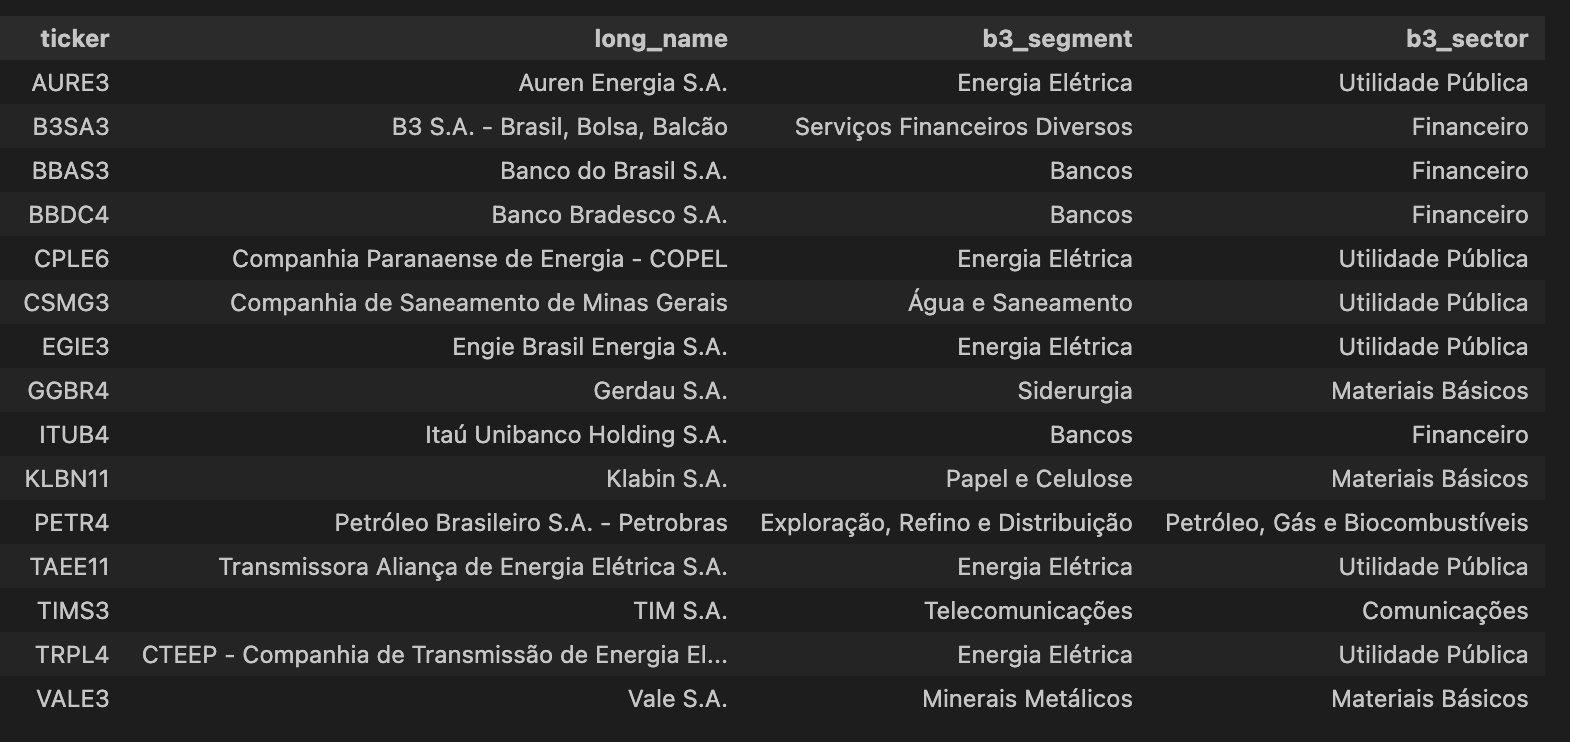 ticker long_name b3_segment b3_sector
AURE3 Auren Energia S.A. Energia Elétrica Utilidade Pública
B3SA3 B3 S.A. - Brasil, Bolsa, Balcão Serviços Financeiros Diversos Financeiro
BBAS3 Banco do Brasil S.A. Bancos Financeiro
BBDC4 Banco Bradesco S.A. Bancos Financeiro
CPLE6 Companhia Paranaense de Energia - COPEL Energia Elétrica Utilidade Pública
CSMG3 Companhia de Saneamento de Minas Gerais Água e Saneamento Utilidade Pública
EGIE3 Engie Brasil Energia S.A. Energia Elétrica Utilidade Pública
GGBR4 Gerdau S.A. Siderurgia Materiais Básicos
ITUB4 Itaú Unibanco Holding S.A. Bancos Financeiro
KLBN11 Klabin S.A. Papel e Celulose Materiais Básicos
PETR4 Petróleo Brasileiro S.A. - Petrobras Exploração, Refino e Distribuição Petróleo, Gás e Biocombustíveis
TAEE11 Transmissora Aliança de Energia Elétrica S.A. Energia Elétrica Utilidade Pública
TIMS3 TIM S.A. Telecomunicações Comunicações
TRPL4 CTEEP - Companhia de Transmissão de Energia El... Energia Elétrica Utilidade Pública
VALE3 Vale S.A. Minerais Metálicos Materiais Básicos